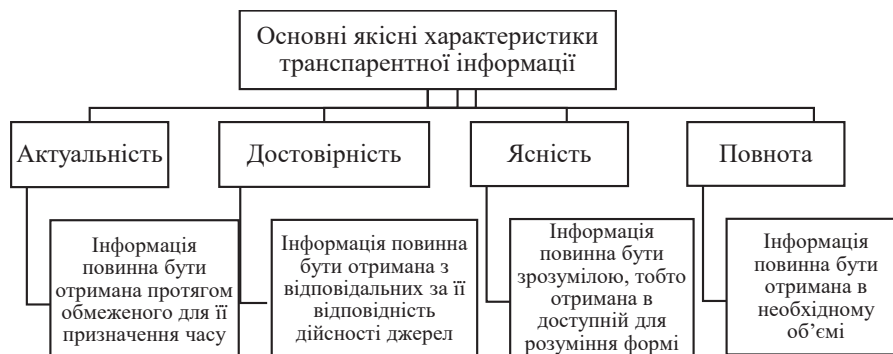 Основні якісні характеристики
транспарентної інформації
Актуальність
Достовірність
Ясність
Повнота
Інформація
повинна бути
отримана протягом
обмеженого для її
призначення часу
Інформація повинна
бути отримана з
відповідальних за її
відповідність
дійсності джерел
Інформація
повинна бути
зрозумілою, тобто
отримана в
доступній для
розуміння формі
Інформація
повинна бути
отримана в
необхідному
об’ємі